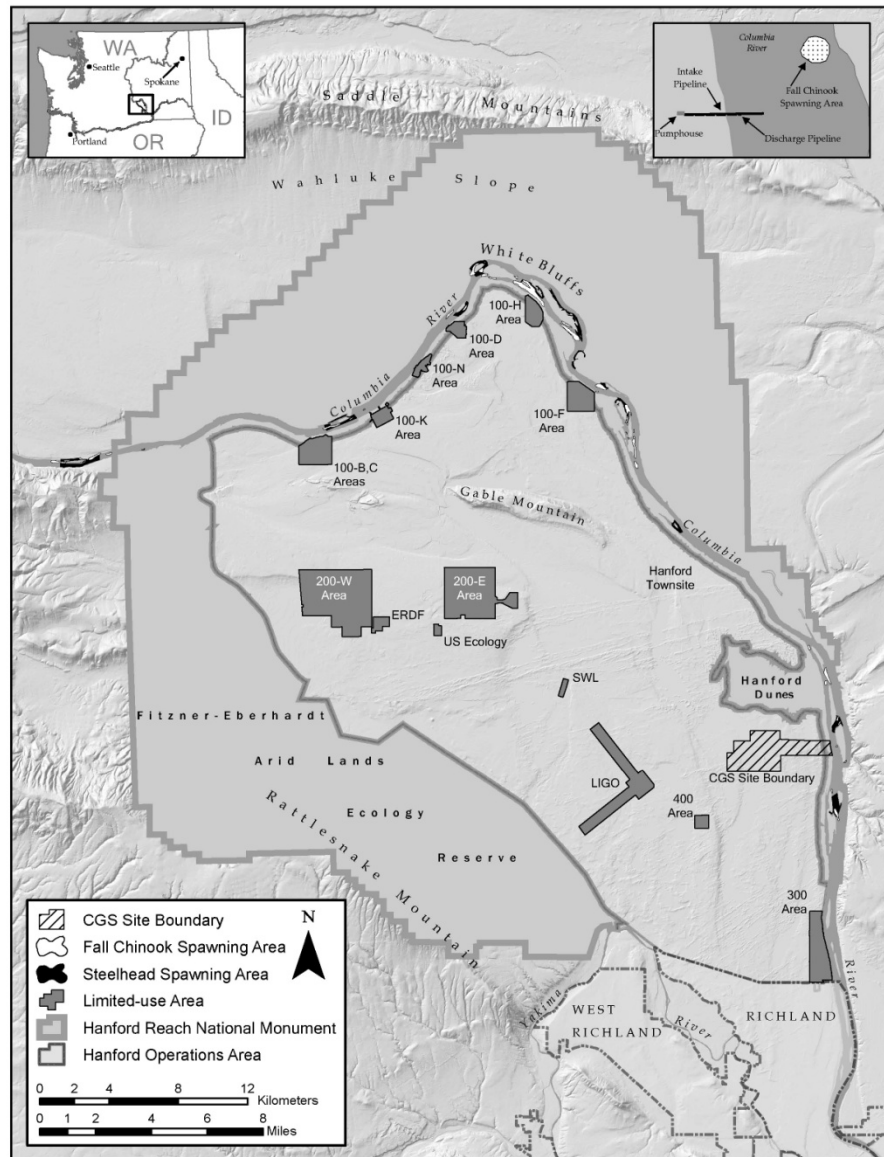 WA
Seattle
Spokane
ID
OR
Portland
Columbia
River
Intake
Pipeline
Fall Chinook
Spawning Area
Pumphouse
Discharge Pipeline
Saddle Mountains
Wahluke Slope
White Bluffs
100-H
Area
River
100-D
Area
100-N
Area
Columbia
100-K
Area
100-F
Area
100-B,C
Areas
Gable Mountain
Columbia
Hanford
Townsite
200-W
Area
200-E
Area
ERDF
US Ecology
SWL
Hanford
Dunes
Fitzner-Eberhardt
Arid Lands
Ecology
Reserve
CGS Site Boundary
LIGO
400
Area
Rattlesnake Mountain
300
Area
River
Yakima
River
WEST
RICHLAND
RICHLAND
CGS Site Boundary
Fall Chinook Spawning Area
Steelhead Spawning Area
Limited-use Area
Hanford Reach National Monument
Hanford Operations Area
N
0 2 4 8 12
Kilometers
0 1 2 4 6 8
Miles